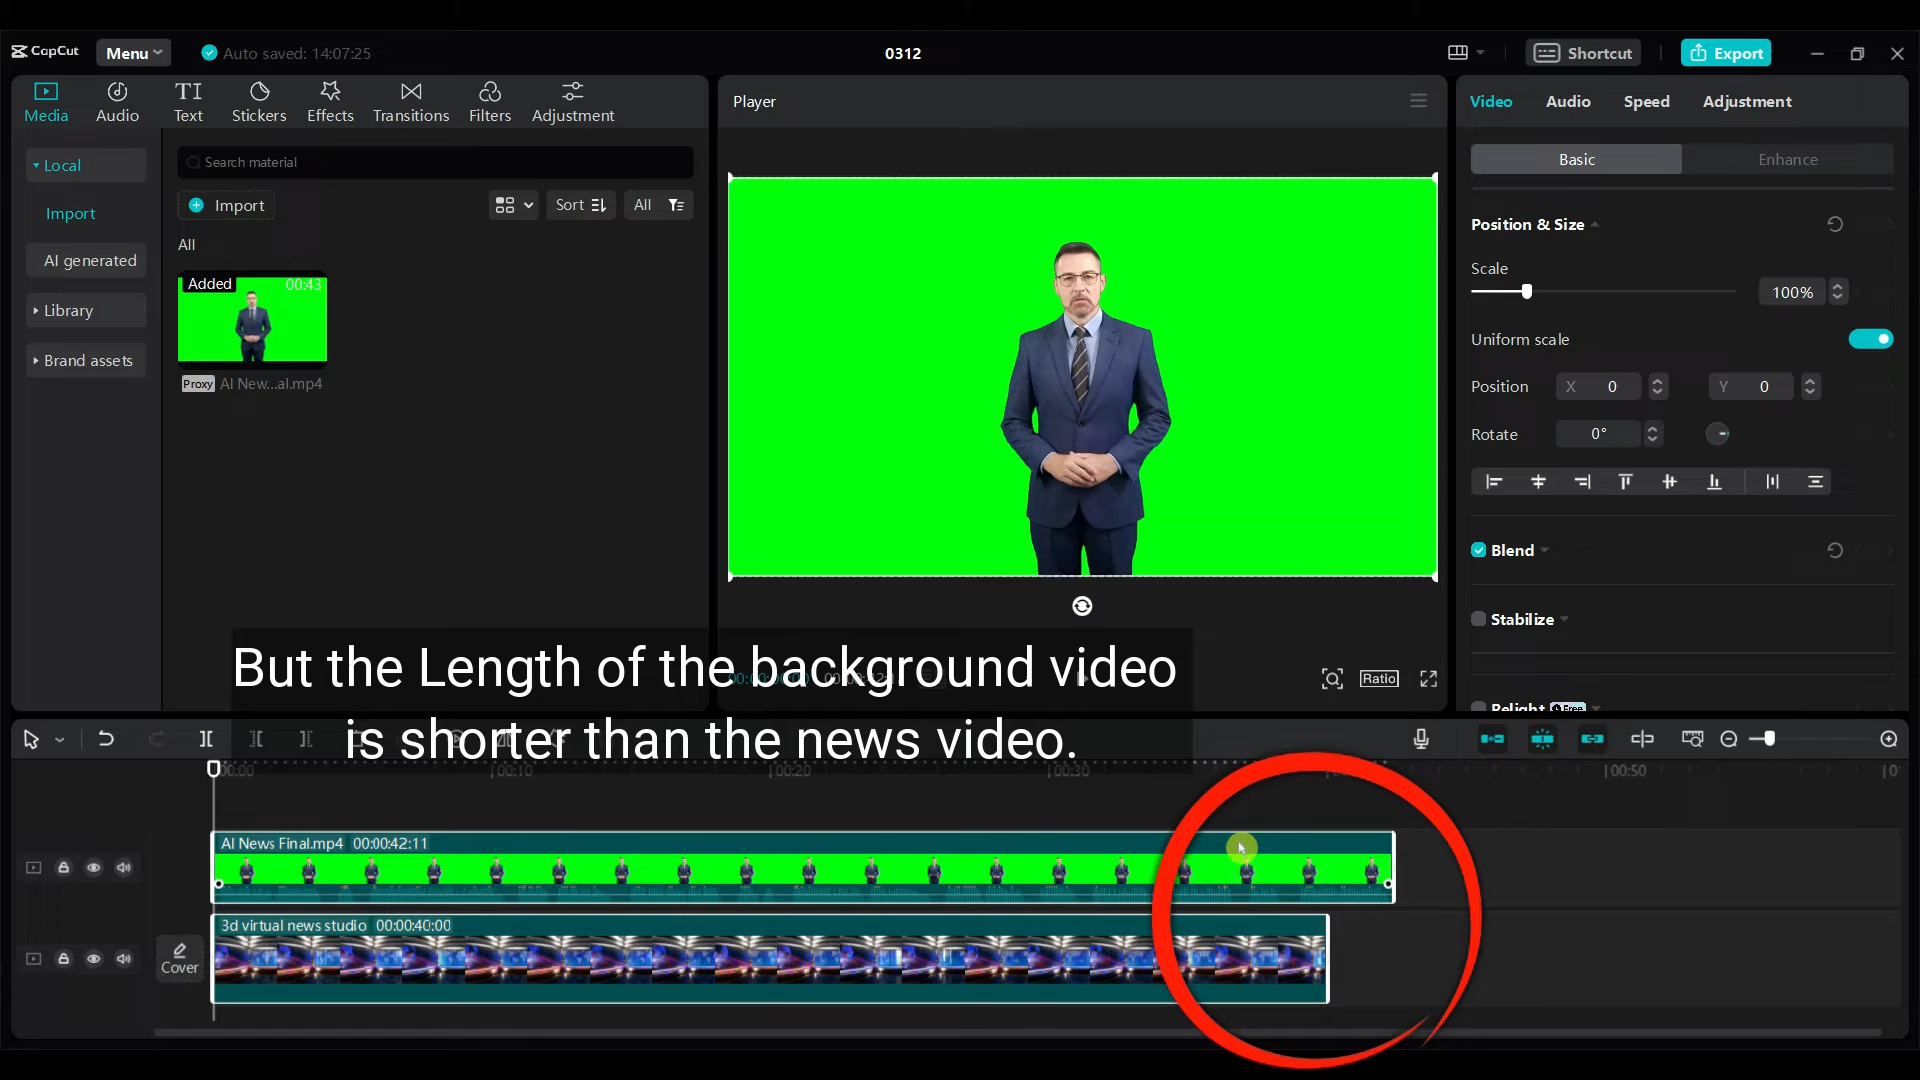 CapCut
Menu
Auto saved: 14:07:25
0312
Shortcut
Export
Media
Audio
Text
Stickers
Effects
Transitions
Filters
Adjustment
Local
Import
AI generated
Library
Brand assets
Search material
Import
Sort
All
All
Added
00:43
Proxy
AI New...al.mp4
Player
Ratio
Video
Audio
Speed
Adjustment
Basic
Enhance
Position & Size
Scale
100%
Uniform scale
Position
X 0
Y 0
Rotate
0°
Blend
Stabilize
Relight Free
But the Length of the background video
is shorter than the news video.
00:00
00:10
00:20
00:30
00:50
AI News Final.mp4 00:00:42:11
3d virtual news studio 00:00:40:00
Cover